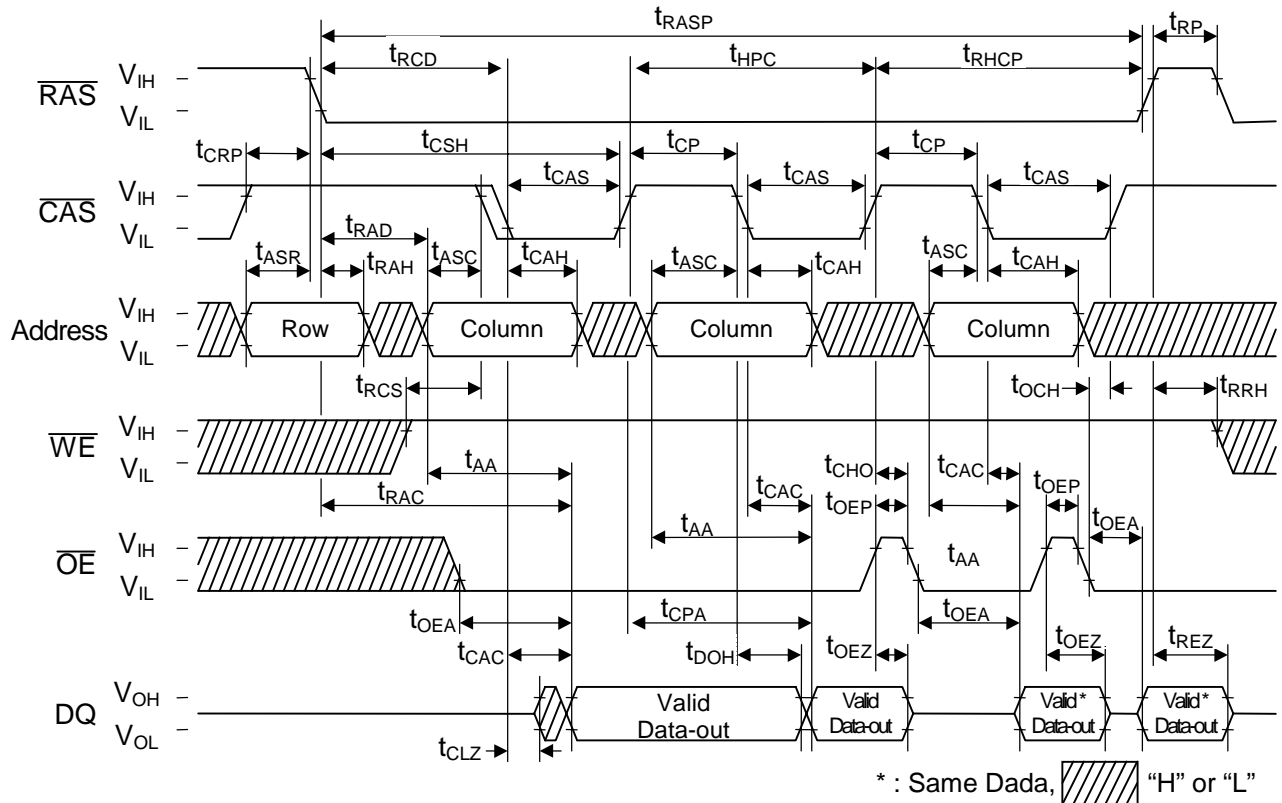 tRASP tRP
tRCD tHPC tRHCP
RAS VIH
VIL
tCRP tCSH tCP tCP
tCAS tCAS tCAS
CAS VIH
VIL
tRAD
tASR tRAH tASC tCAH tASC tCAH tASC tCAH
Address VIH
VIL
Row Column Column Column
tRCS tOCH tRRH
WE VIH
VIL
tAA tCHO tCAC tOEP
tRAC tCAC tOEP tOEA
tAA
OE VIH
VIL
tAA
tOEA tCPA tOEA
tCAC tDOH tOEZ tOEZ tREZ
DQ VOH
VOL
Valid Data-out
Valid Data-out
Valid* Data-out
Valid* Data-out
tCLZ
* : Same Dada, "H" or "L"